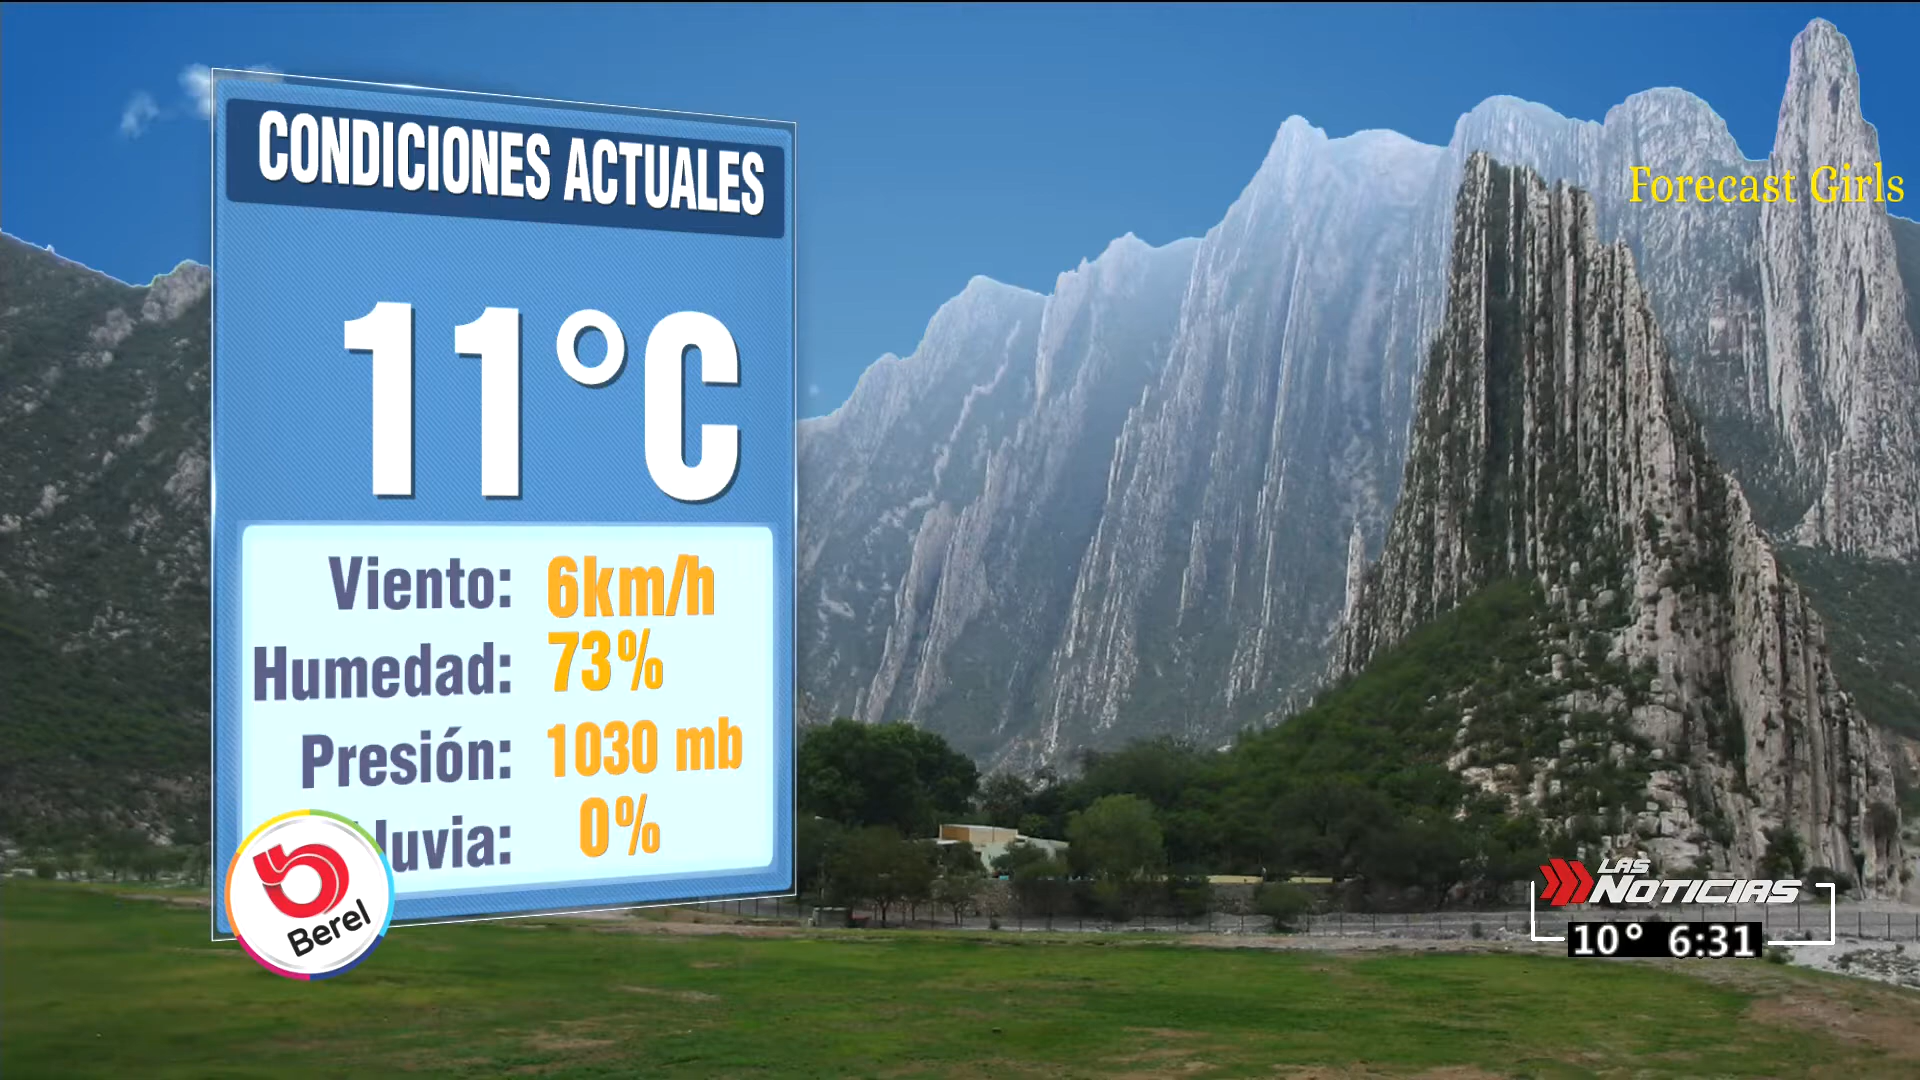 CONDICIONES ACTUALES
11°C
Viento: 6km/h
Humedad: 73%
Presión: 1030 mb
lluvia: 0%
Berel
Forecast Girls
LAS
NOTICIAS
10° 6:31